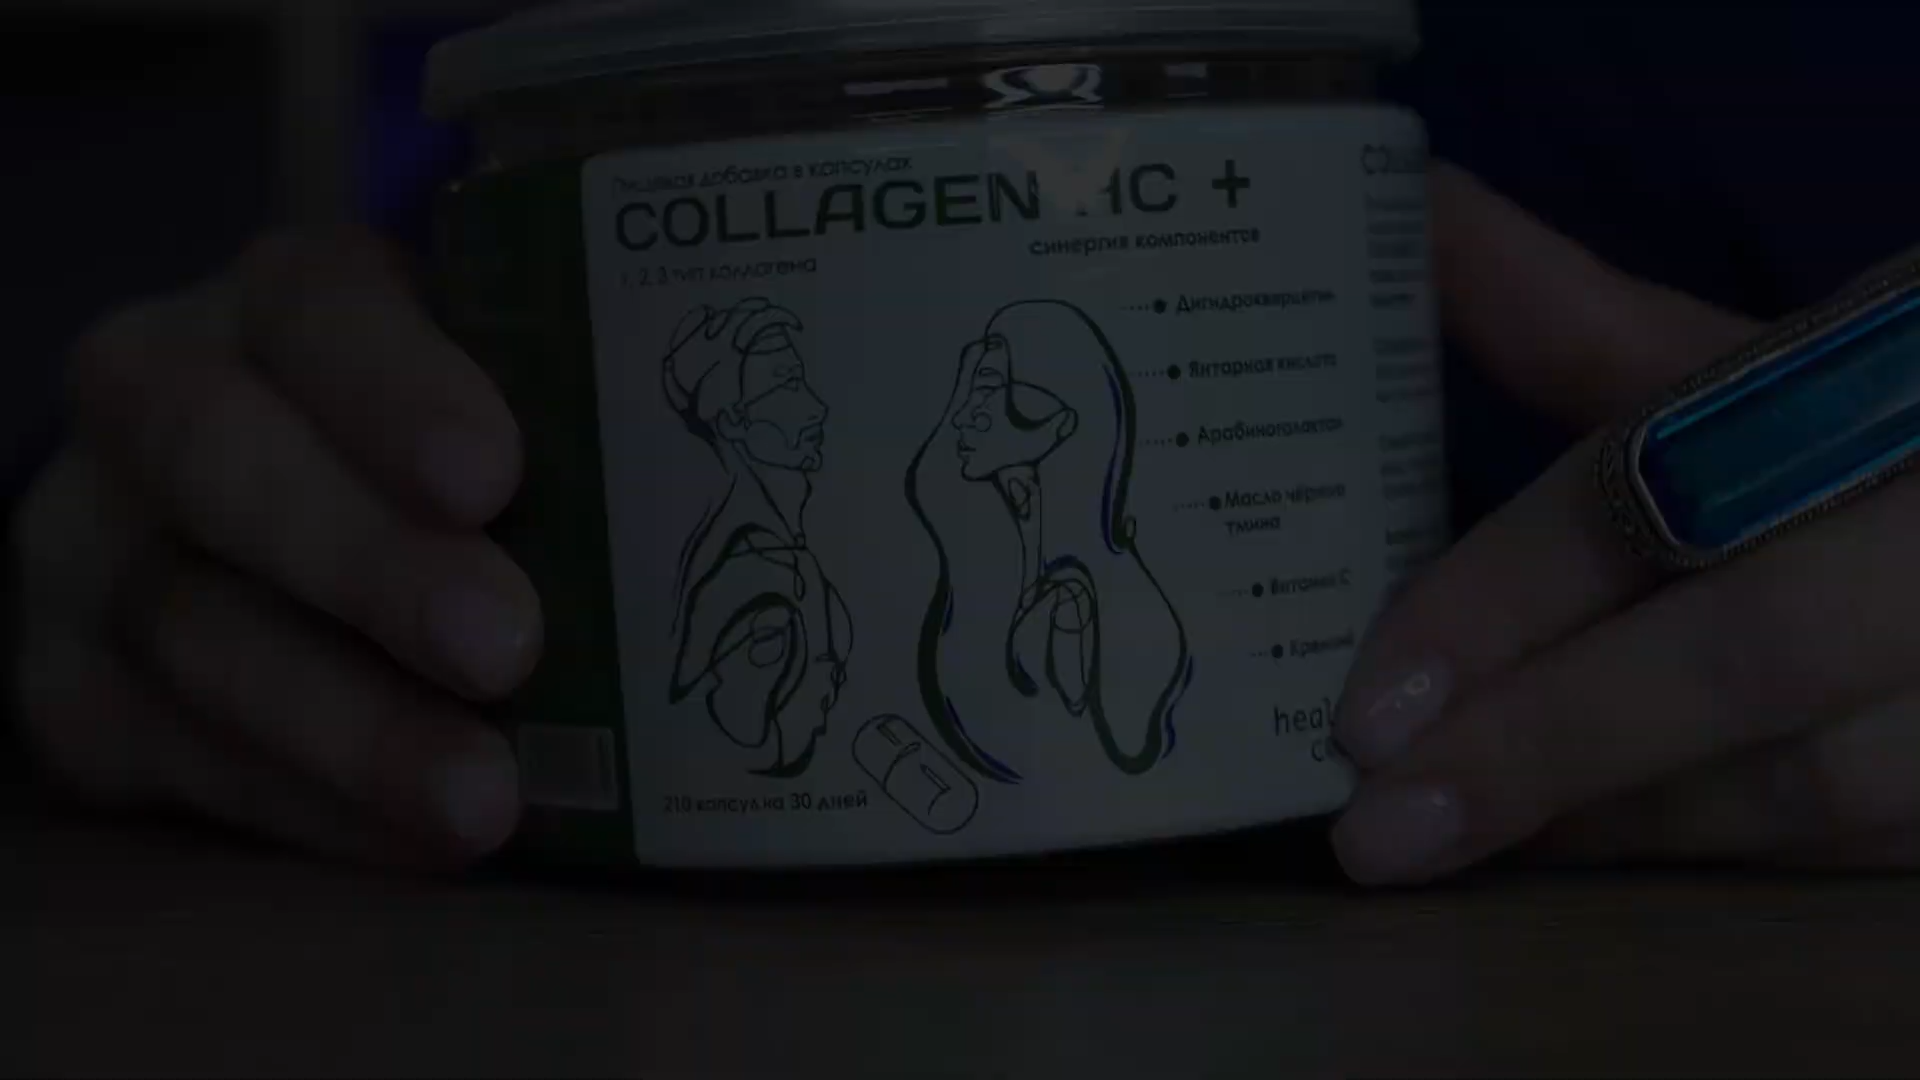 Пищевая добавка в капсулах
COLLAGEN HC +
синергия компонентов
1, 2, 3 тип коллагена
Дигидрокверцетин
Янтарная кислота
Арабиногалактан
Масло чёрного
тмина
Витамин С
Кремний
heal
210 капсул на 30 дней